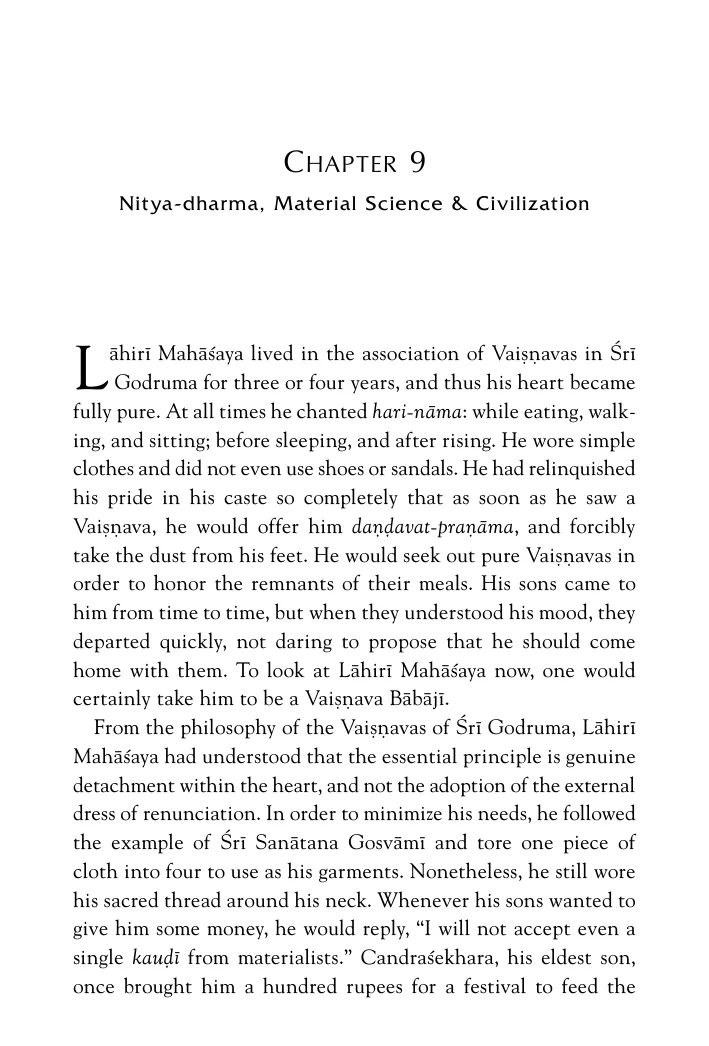 CHAPTER 9
Nitya-dharma, Material Science & Civilization
Lāhirī Mahāśaya lived in the association of Vaiṣṇavas in Śrī
Godruma for three or four years, and thus his heart became
fully pure. At all times he chanted hari-nāma: while eating, walk-
ing, and sitting; before sleeping, and after rising. He wore simple
clothes and did not even use shoes or sandals. He had relinquished
his pride in his caste so completely that as soon as he saw a
Vaiṣṇava, he would offer him daṇḍavat-praṇāma, and forcibly
take the dust from his feet. He would seek out pure Vaiṣṇavas in
order to honor the remnants of their meals. His sons came to
him from time to time, but when they understood his mood, they
departed quickly, not daring to propose that he should come
home with them. To look at Lāhirī Mahāśaya now, one would
certainly take him to be a Vaiṣṇava Bābājī.
From the philosophy of the Vaiṣṇavas of Śrī Godruma, Lāhirī
Mahāśaya had understood that the essential principle is genuine
detachment within the heart, and not the adoption of the external
dress of renunciation. In order to minimize his needs, he followed
the example of Śrī Sanātana Gosvāmī and tore one piece of
cloth into four to use as his garments. Nonetheless, he still wore
his sacred thread around his neck. Whenever his sons wanted to
give him some money, he would reply, “I will not accept even a
single kauḍī from materialists.” Candraśekhara, his eldest son,
once brought him a hundred rupees for a festival to feed the